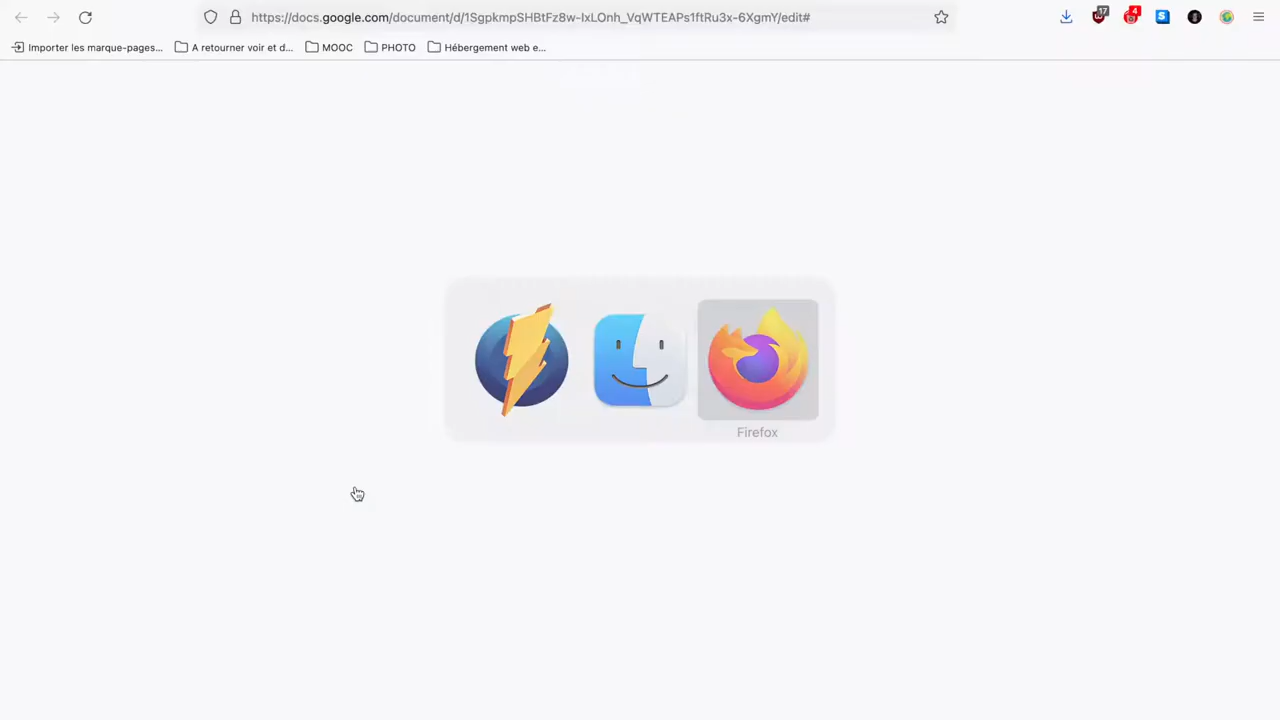 https://docs.google.com/document/d/1SgpkmpSHBtFz8w-IxLOnh_VqWTEAPs1ftRu3x-6XgmY/edit#
17
4
Importer les marque-pages...
A retourner voir et d...
MOOC
PHOTO
Hébergement web e...
Firefox